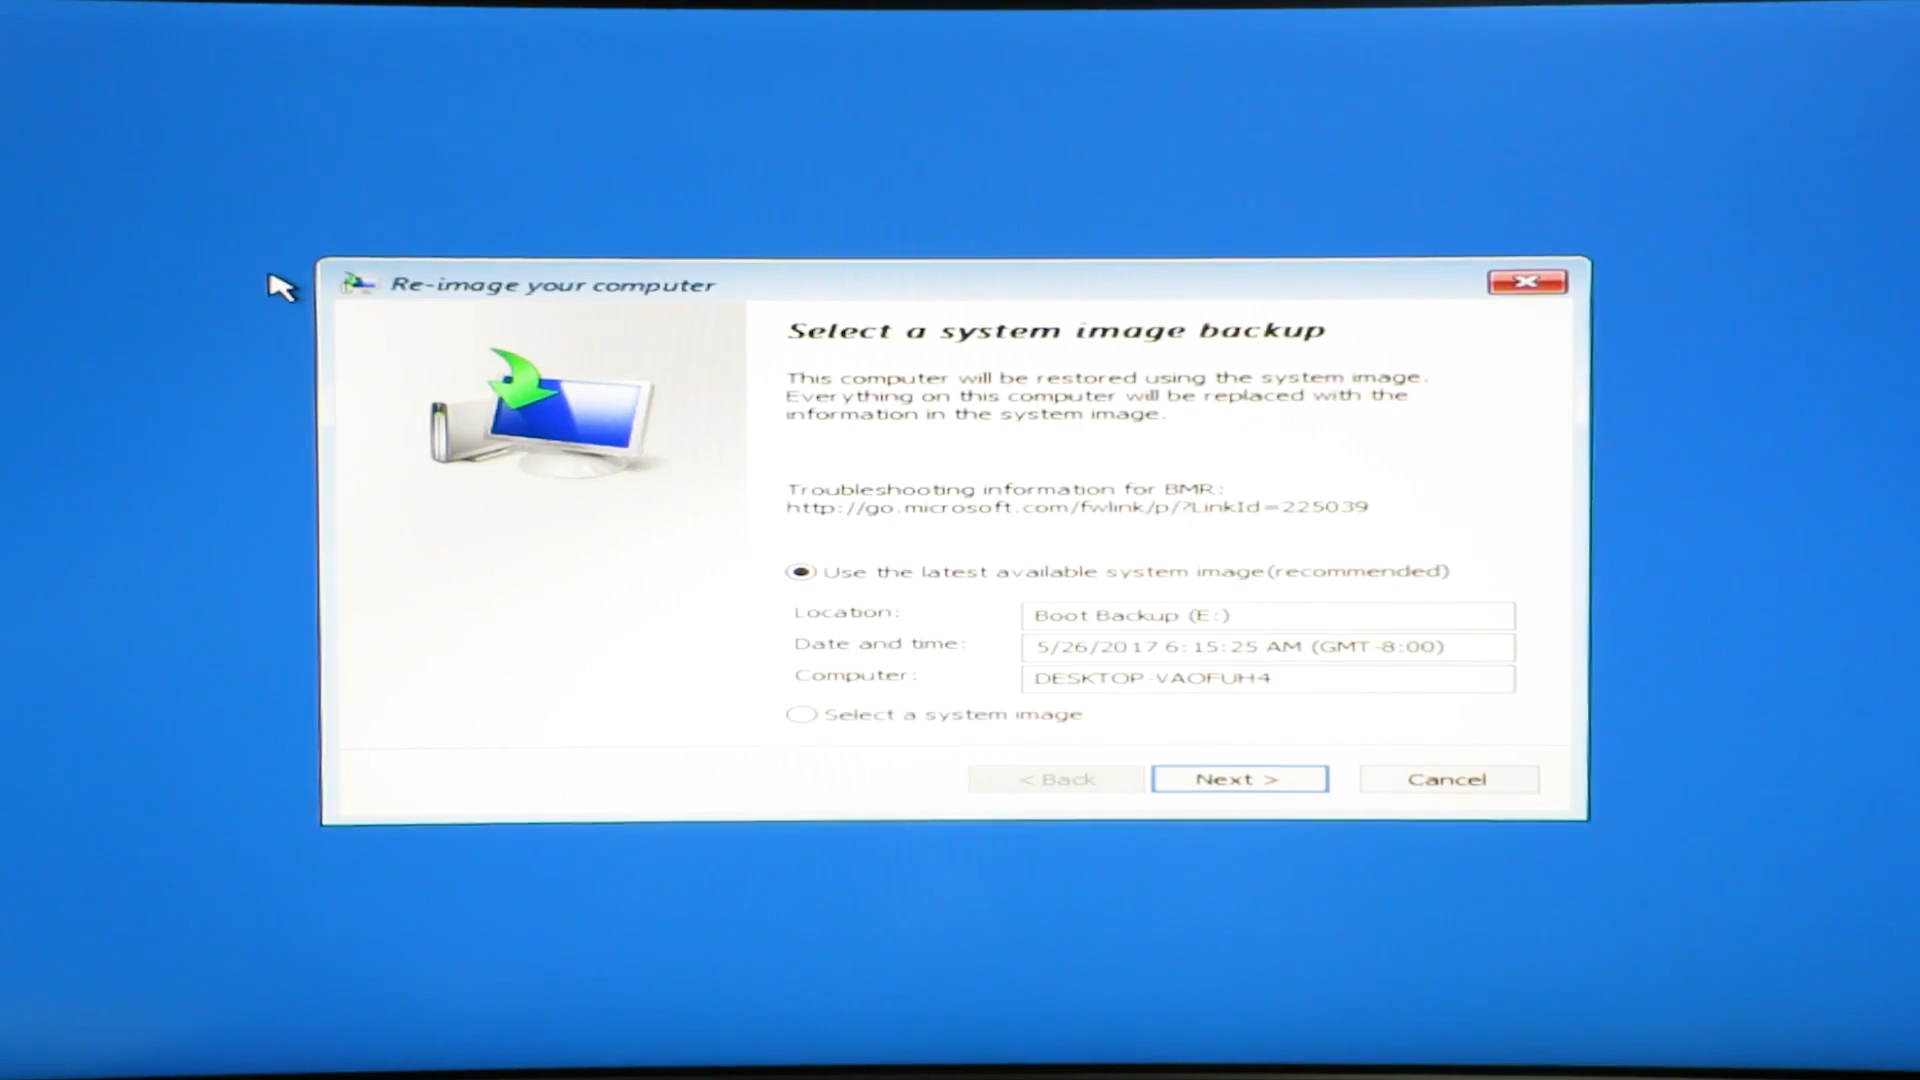 Re-image your computer
Select a system image backup
This computer will be restored using the system image.
Everything on this computer will be replaced with the
information in the system image.
Troubleshooting information for BMR:
http://go.microsoft.com/fwlink/p/?LinkId=225039
Use the latest available system image(recommended)
Location: Boot Backup (E:)
Date and time: 5/26/2017 6:15:25 AM (GMT-8:00)
Computer: DESKTOP-VAOFUH4
Select a system image
< Back Next > Cancel